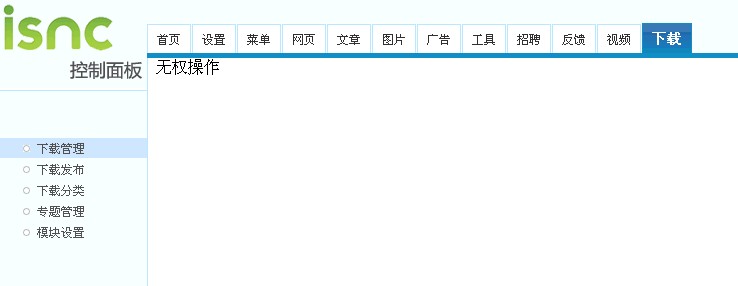 isnc
控制面板
首页 设置 菜单 网页 文章 图片 广告 工具 招聘 反馈 视频 下载
无权操作
下载管理
下载发布
下载分类
专题管理
模块设置